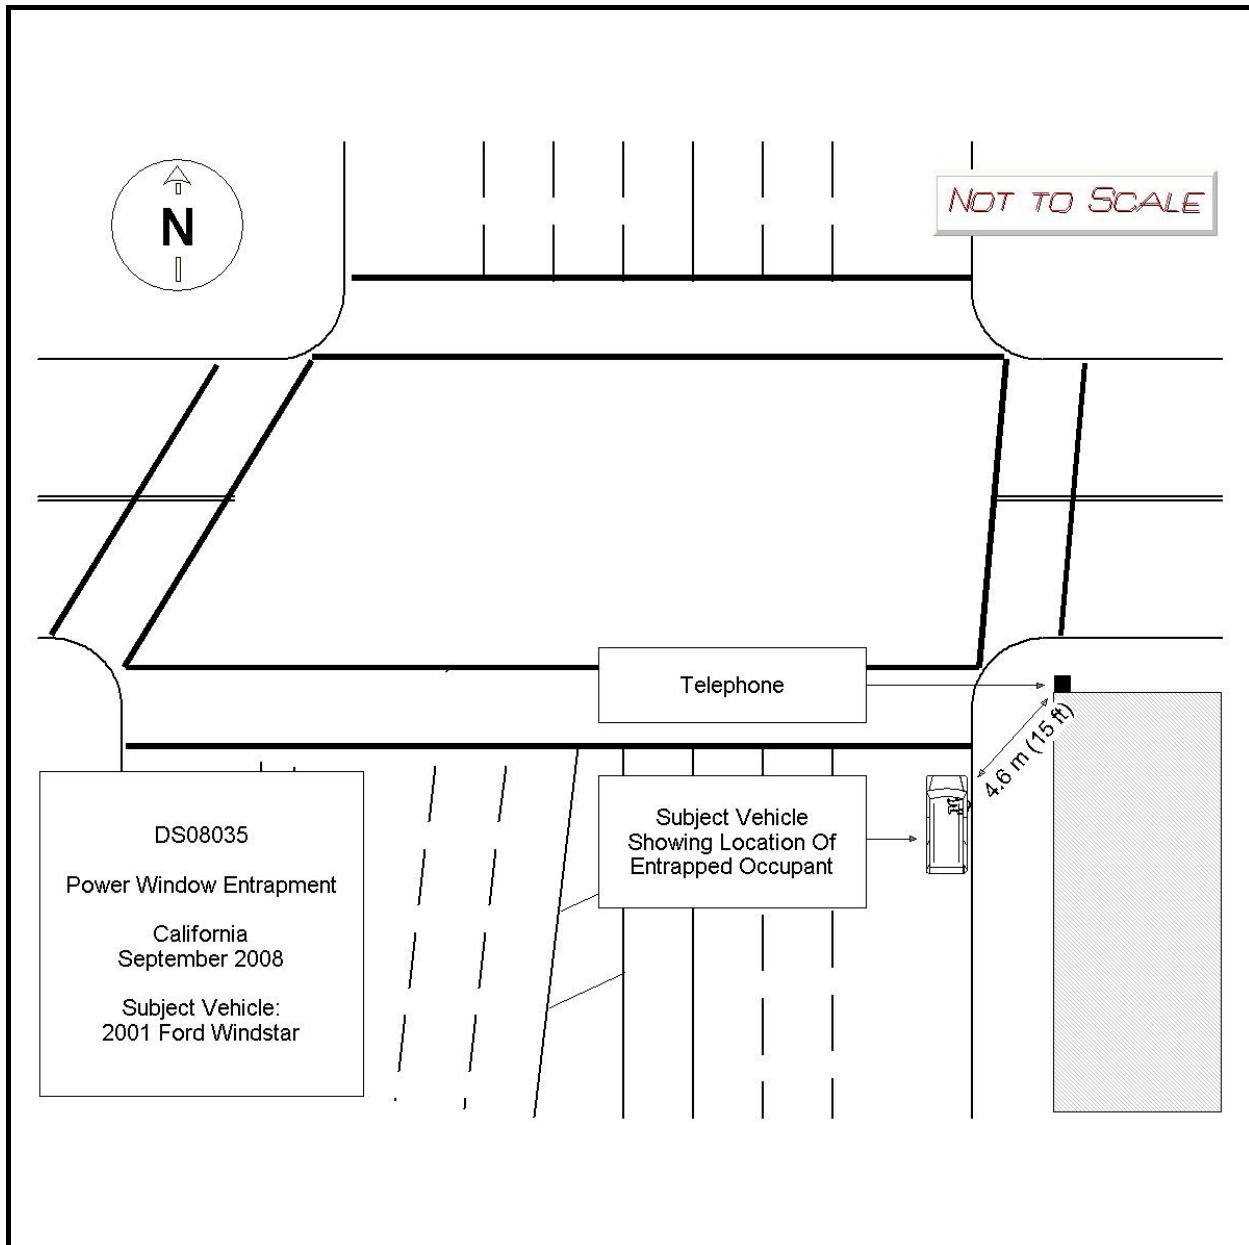 N
NOT TO SCALE
Telephone
4.6 m (15 ft)
Subject Vehicle
Showing Location Of
Entrapped Occupant
DS08035
Power Window Entrapment
California
September 2008
Subject Vehicle:
2001 Ford Windstar